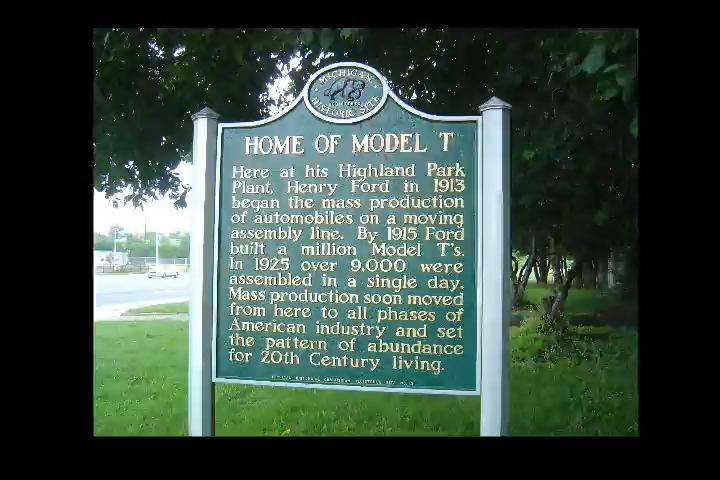 MICHIGAN
HISTORIC SITE
HOME OF MODEL T
Here at his Highland Park
Plant, Henry Ford in 1913
began the mass production
of automobiles on a moving
assembly line. By 1915 Ford
built a million Model T's.
In 1925 over 9,000 were
assembled in a single day.
Mass production soon moved
from here to all phases of
American industry and set
the pattern of abundance
for 20th Century living.